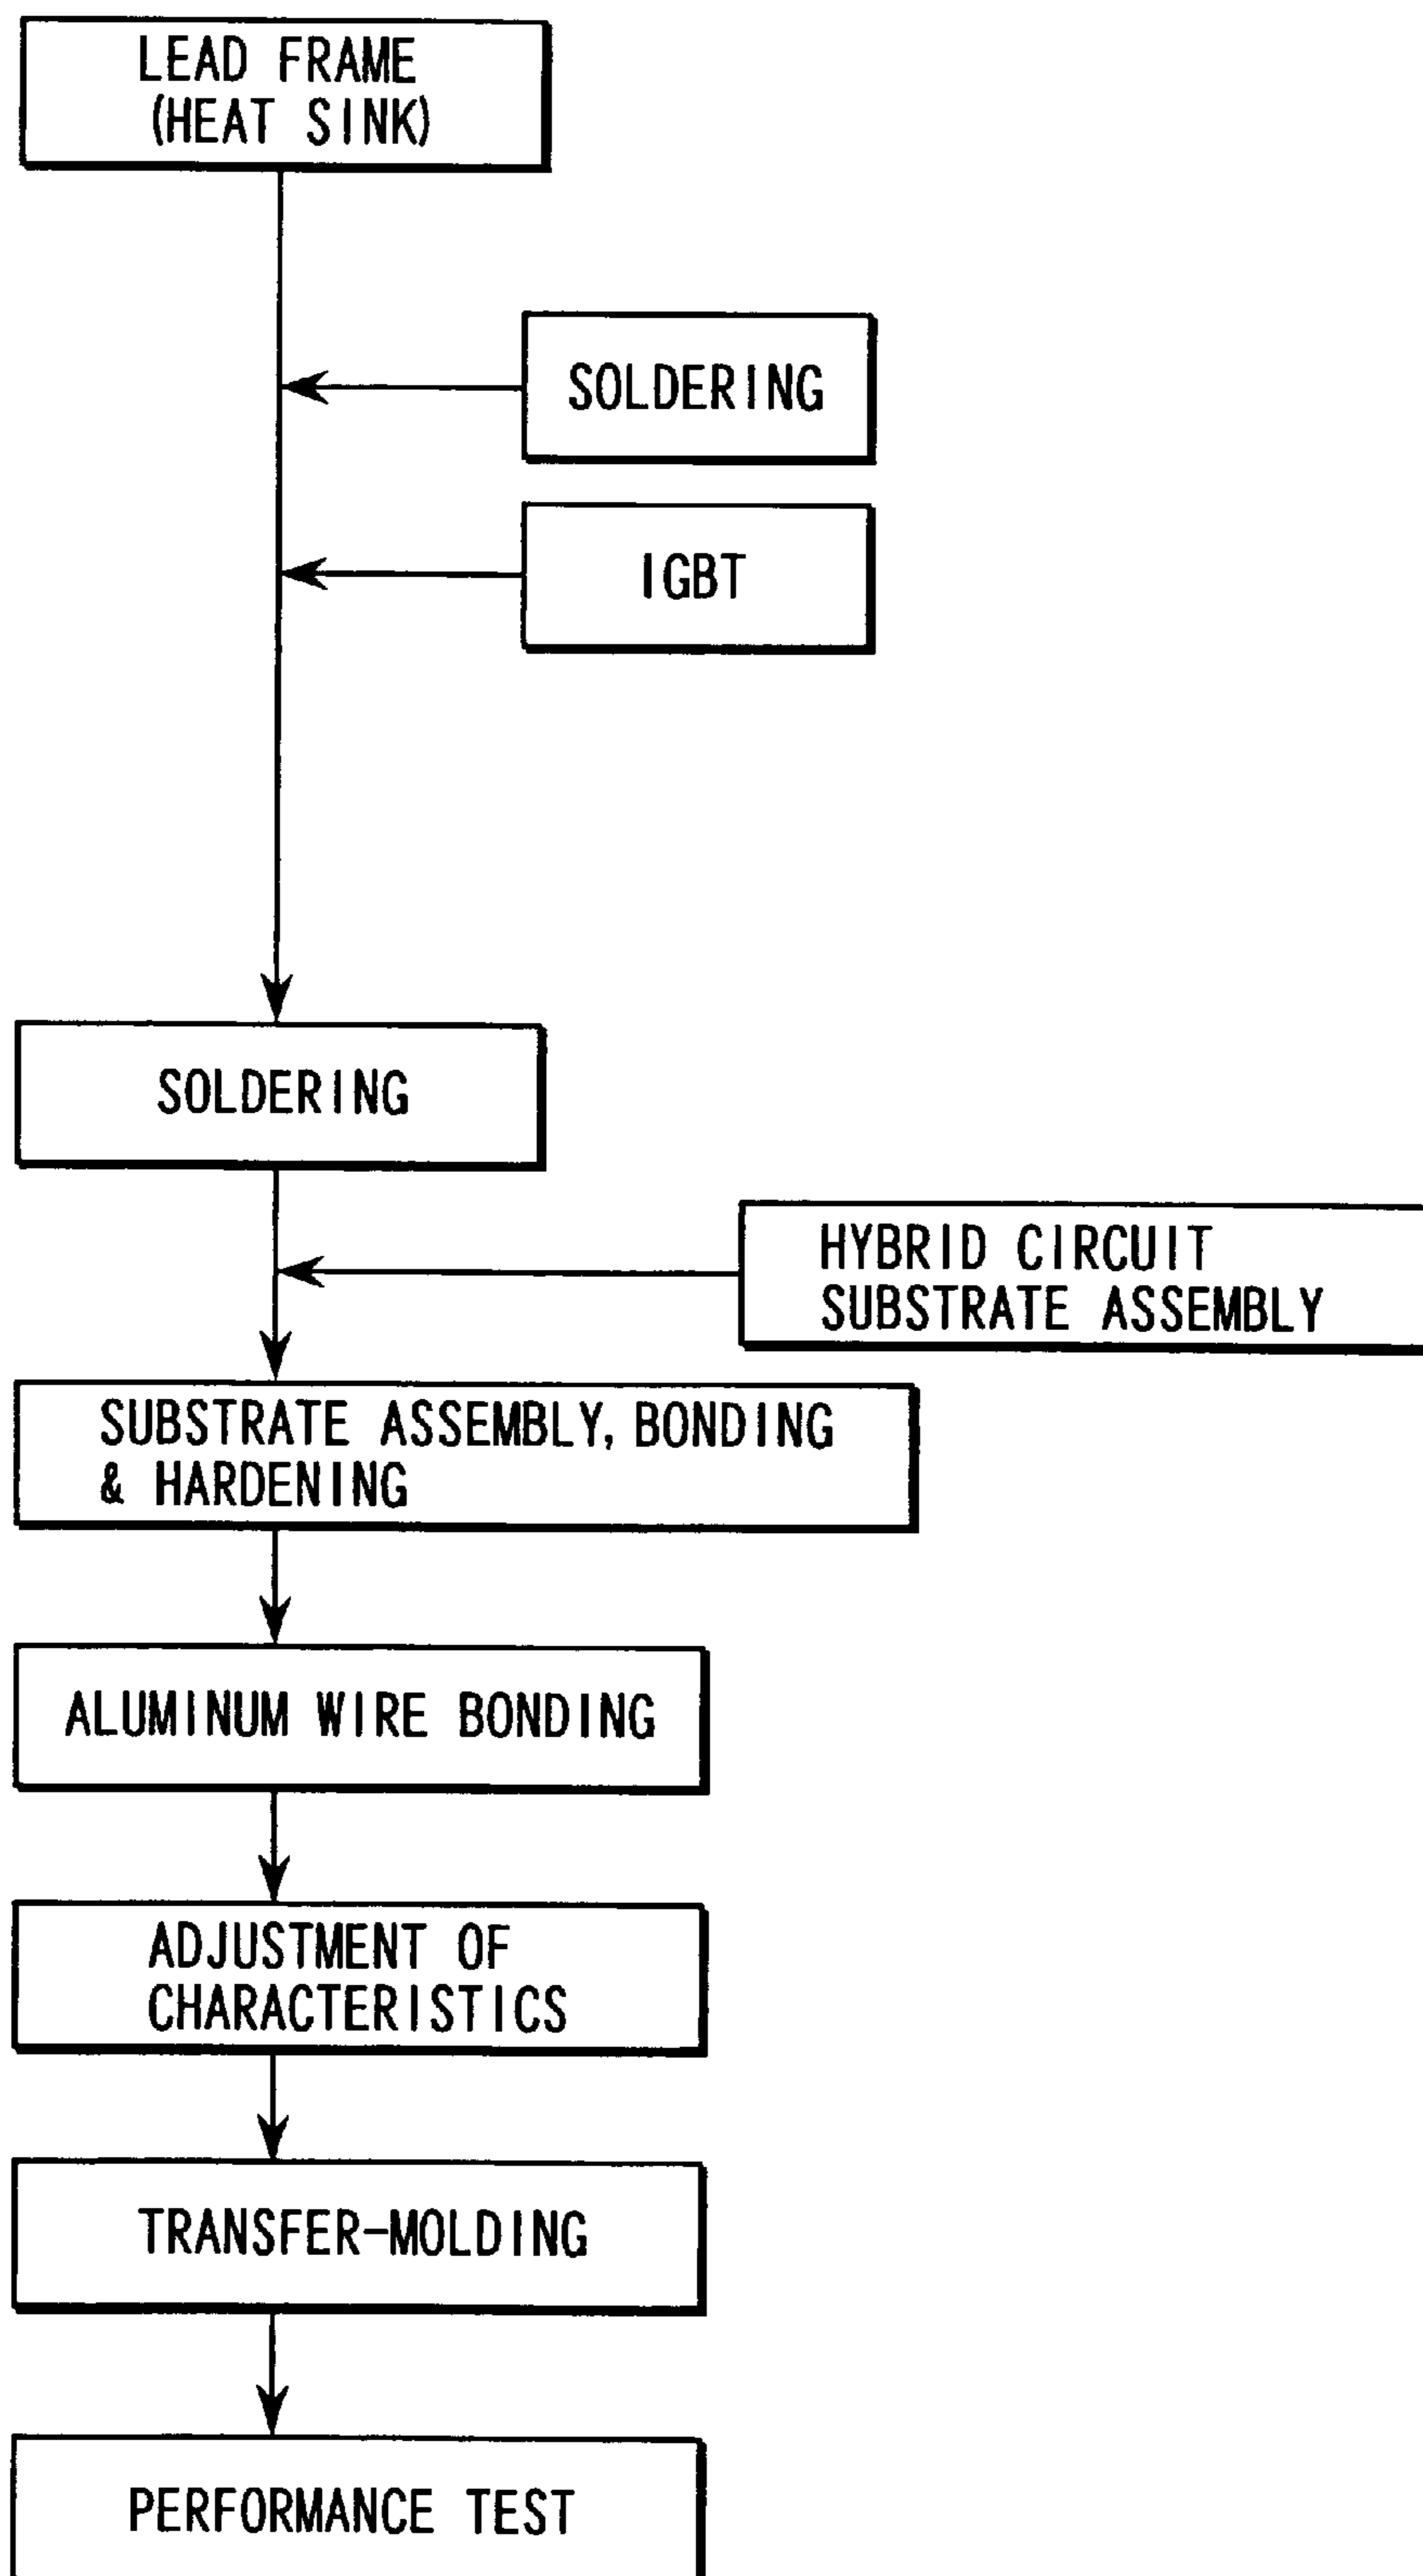 LEAD FRAME
(HEAT SINK)
SOLDERING
IGBT
SOLDERING
HYBRID CIRCUIT
SUBSTRATE ASSEMBLY
SUBSTRATE ASSEMBLY, BONDING
& HARDENING
ALUMINUM WIRE BONDING
ADJUSTMENT OF
CHARACTERISTICS
TRANSFER-MOLDING
PERFORMANCE TEST